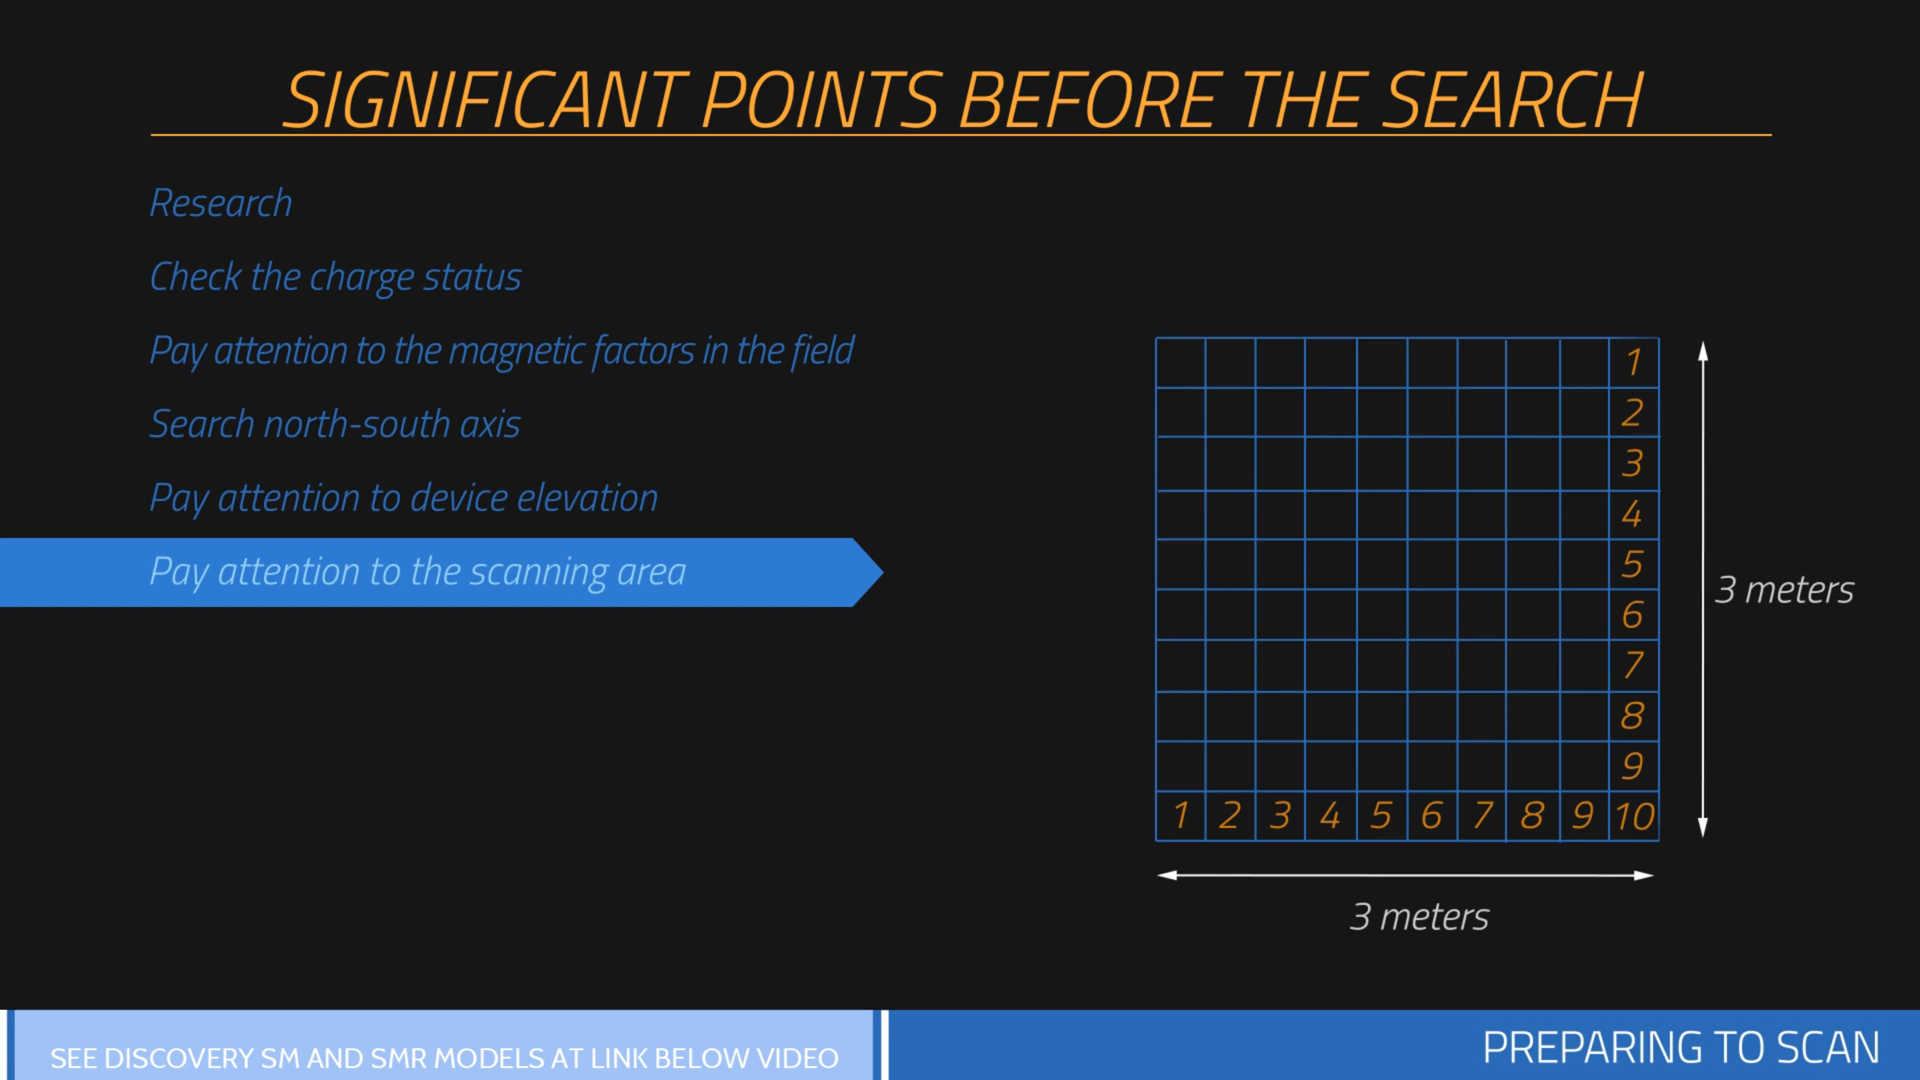 SIGNIFICANT POINTS BEFORE THE SEARCH
Research
Check the charge status
Pay attention to the magnetic factors in the field
Search north-south axis
Pay attention to device elevation
Pay attention to the scanning area
1
2
3
4
5
6
7
8
9
1 2 3 4 5 6 7 8 9 10
3 meters
3 meters
SEE DISCOVERY SM AND SMR MODELS AT LINK BELOW VIDEO
PREPARING TO SCAN